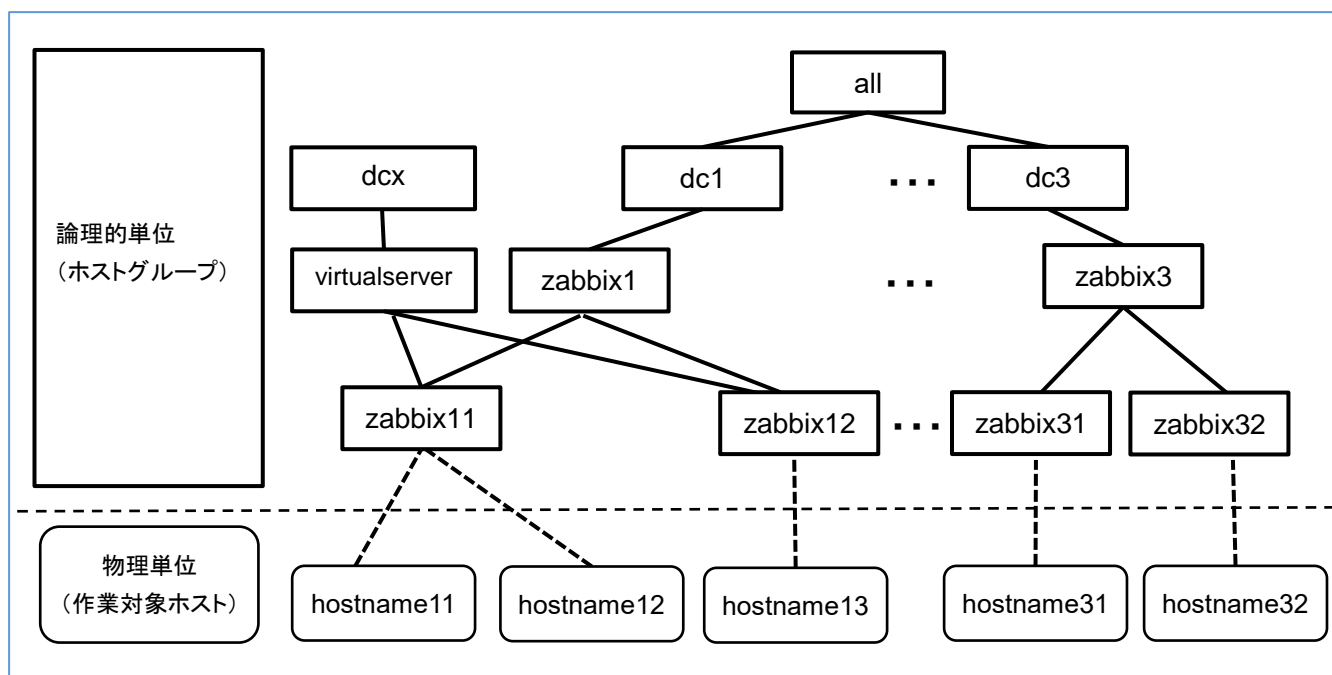 all
dcx
dc1
・・・
dc3
論理的単位
（ホストグループ）
virtualserver
zabbix1
・・・
zabbix3
zabbix11
zabbix12
・・・
zabbix31
zabbix32
物理単位
（作業対象ホスト）
hostname11
hostname12
hostname13
hostname31
hostname32